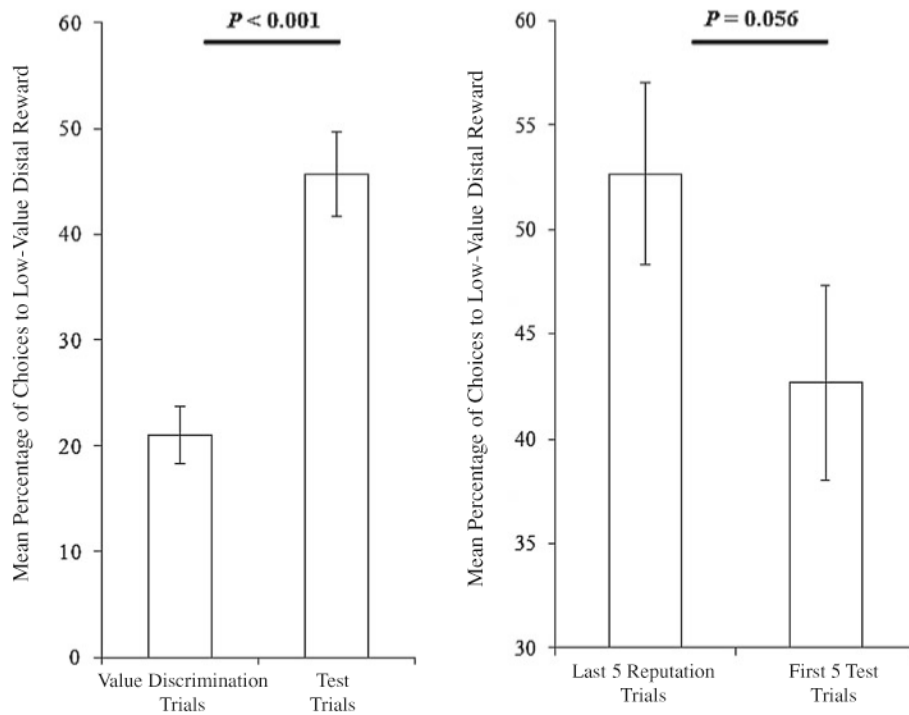 P < 0.001
60
50
40
30
20
10
0
Mean Percentage of Choices to Low-Value Distal Reward
Value Discrimination
Trials
Test
Trials
P = 0.056
60
55
50
45
40
35
30
Mean Percentage of Choices to Low-Value Distal Reward
Last 5 Reputation
Trials
First 5 Test
Trials